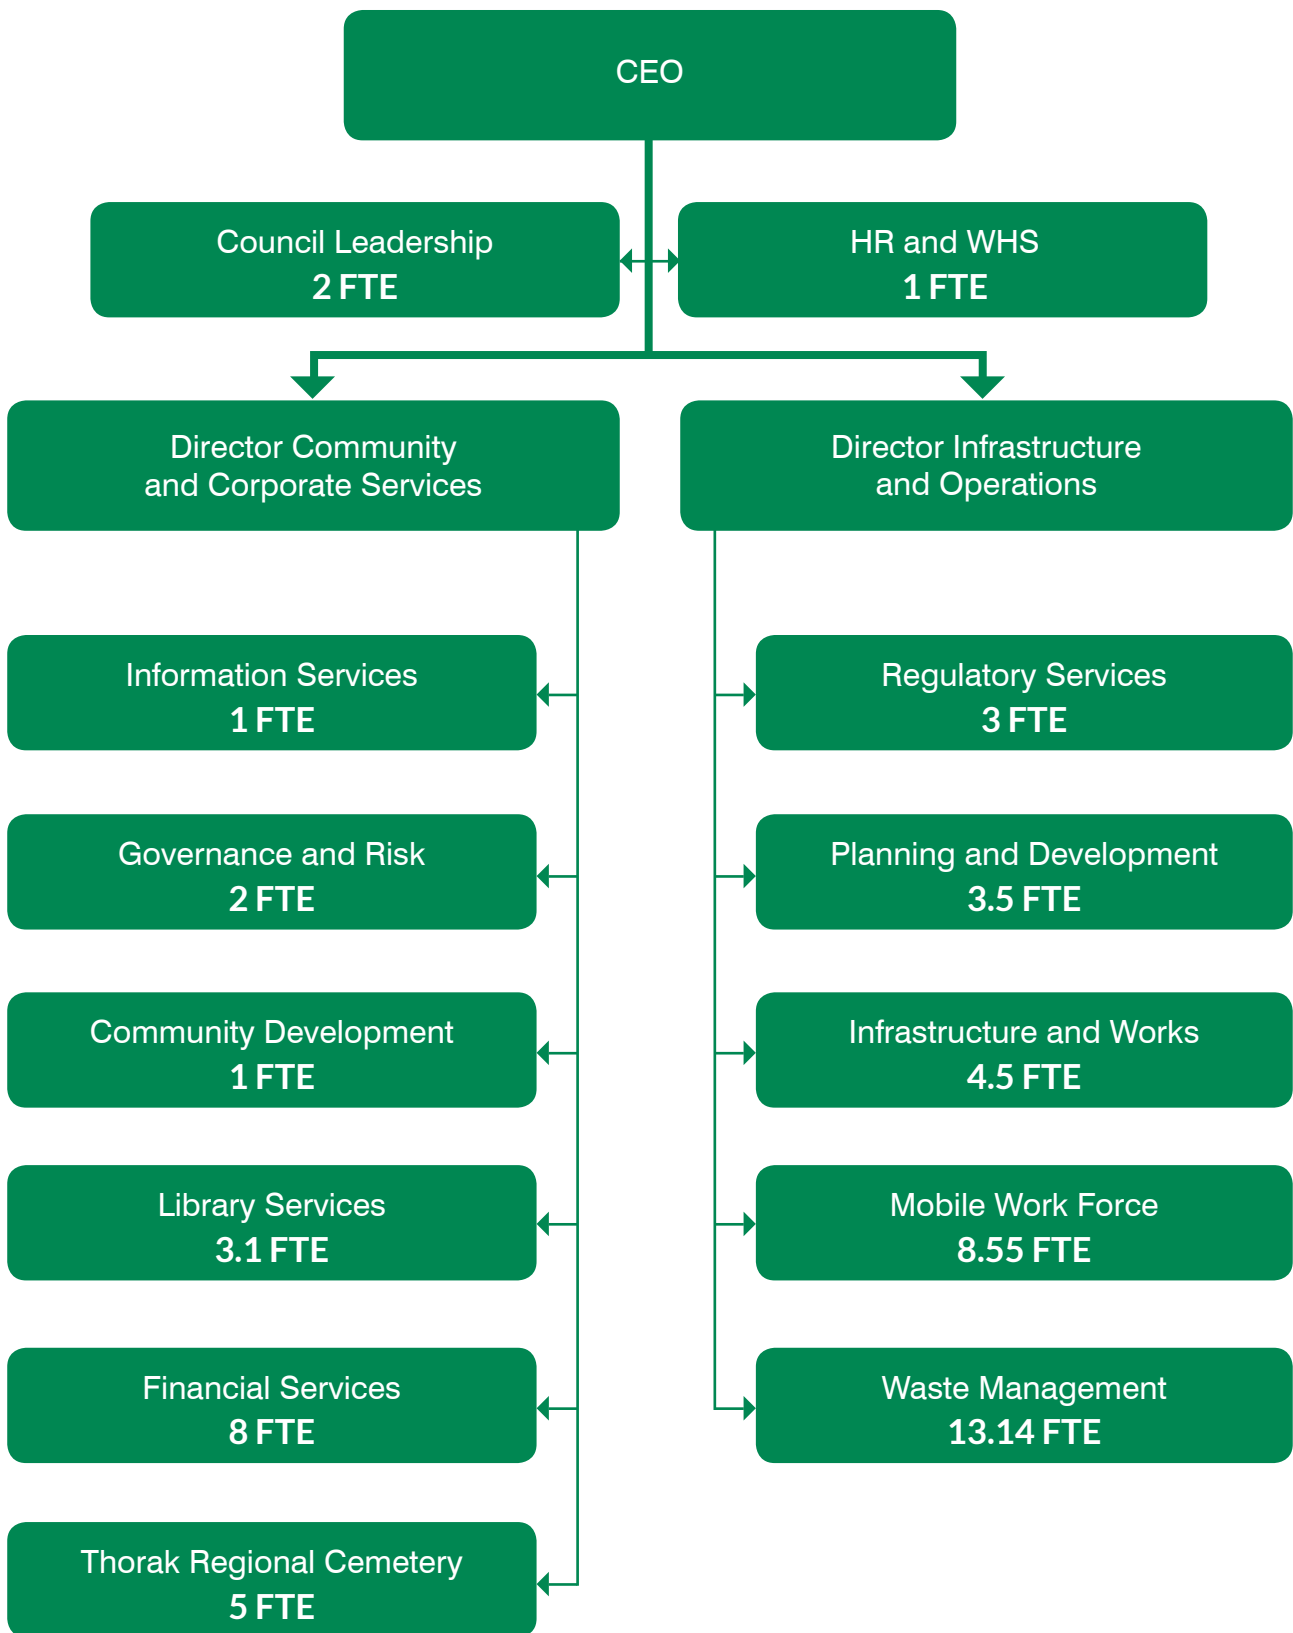 CEO
Council Leadership
2 FTE
HR and WHS
1 FTE
Director Community
and Corporate Services
Director Infrastructure
and Operations
Information Services
1 FTE
Governance and Risk
2 FTE
Community Development
1 FTE
Library Services
3.1 FTE
Financial Services
8 FTE
Thorak Regional Cemetery
5 FTE
Regulatory Services
3 FTE
Planning and Development
3.5 FTE
Infrastructure and Works
4.5 FTE
Mobile Work Force
8.55 FTE
Waste Management
13.14 FTE